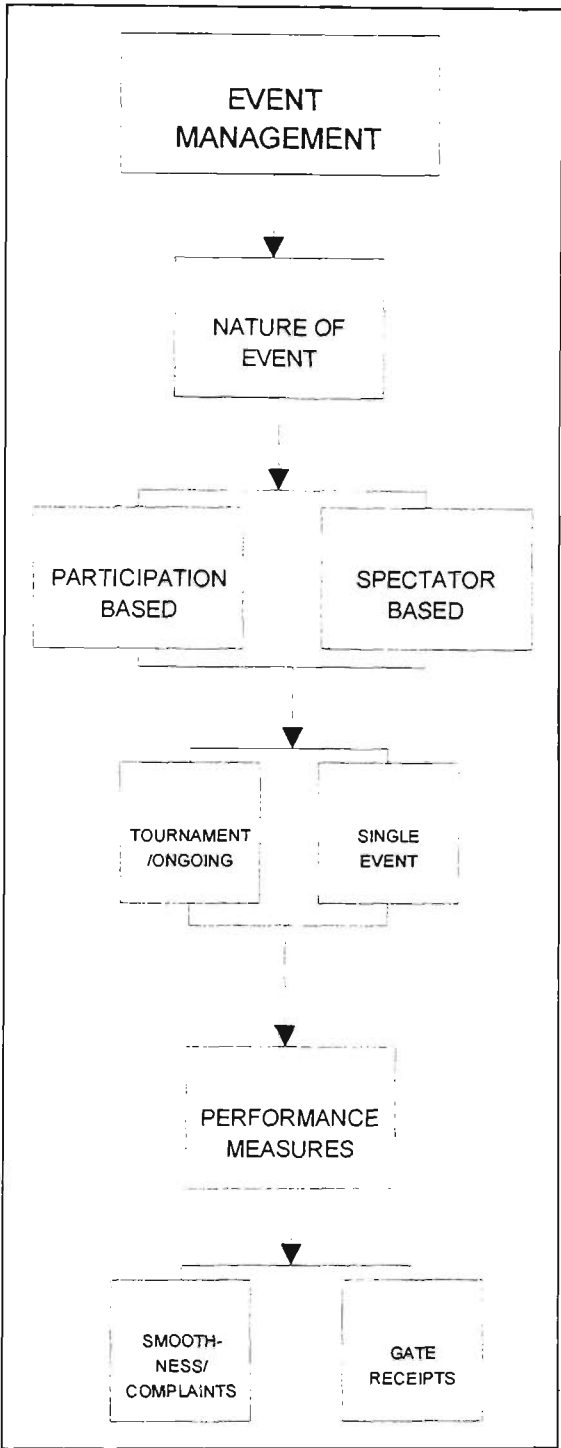 EVENT
MANAGEMENT
NATURE OF
EVENT
PARTICIPATION
BASED
SPECTATOR
BASED
TOURNAMENT
/ONGOING
SINGLE
EVENT
PERFORMANCE
MEASURES
SMOOTH-
NESS/
COMPLAINTS
GATE
RECEIPTS